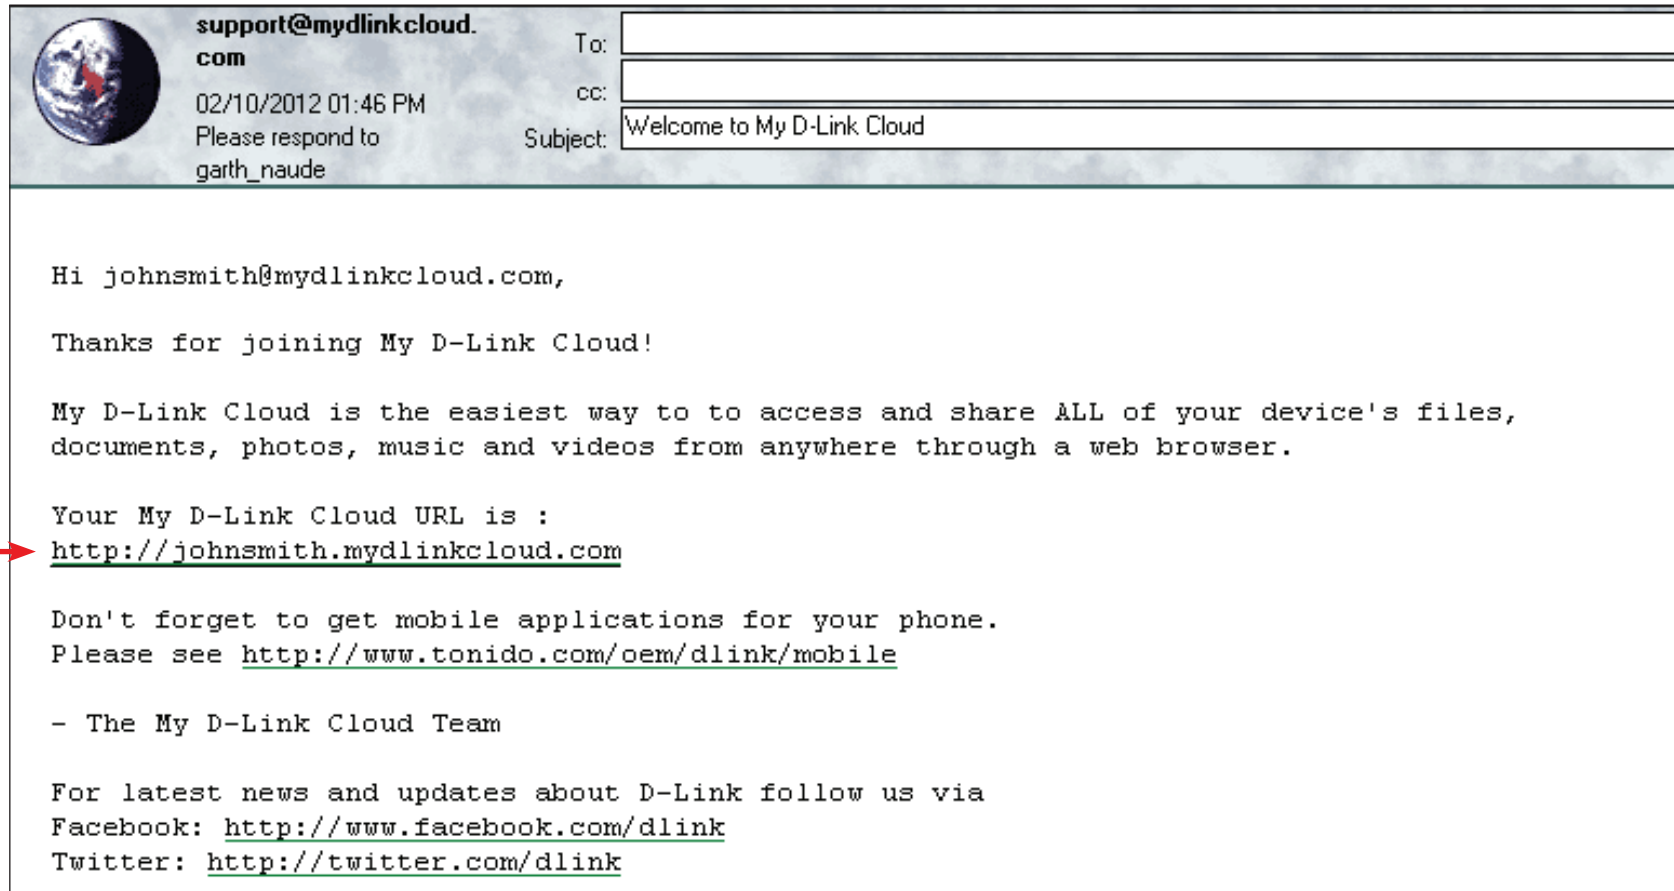 support@mydlinkcloud.
com
02/10/2012 01:46 PM
Please respond to
garth_naude
To:
cc:
Subject: Welcome to My D-Link Cloud
Hi johnsmith@mydlinkcloud.com,
Thanks for joining My D-Link Cloud!
My D-Link Cloud is the easiest way to to access and share ALL of your device's files,
documents, photos, music and videos from anywhere through a web browser.
Your My D-Link Cloud URL is :
http://johnsmith.mydlinkcloud.com
Don't forget to get mobile applications for your phone.
Please see http://www.tonido.com/oem/dlink/mobile
- The My D-Link Cloud Team
For latest news and updates about D-Link follow us via
Facebook: http://www.facebook.com/dlink
Twitter: http://twitter.com/dlink